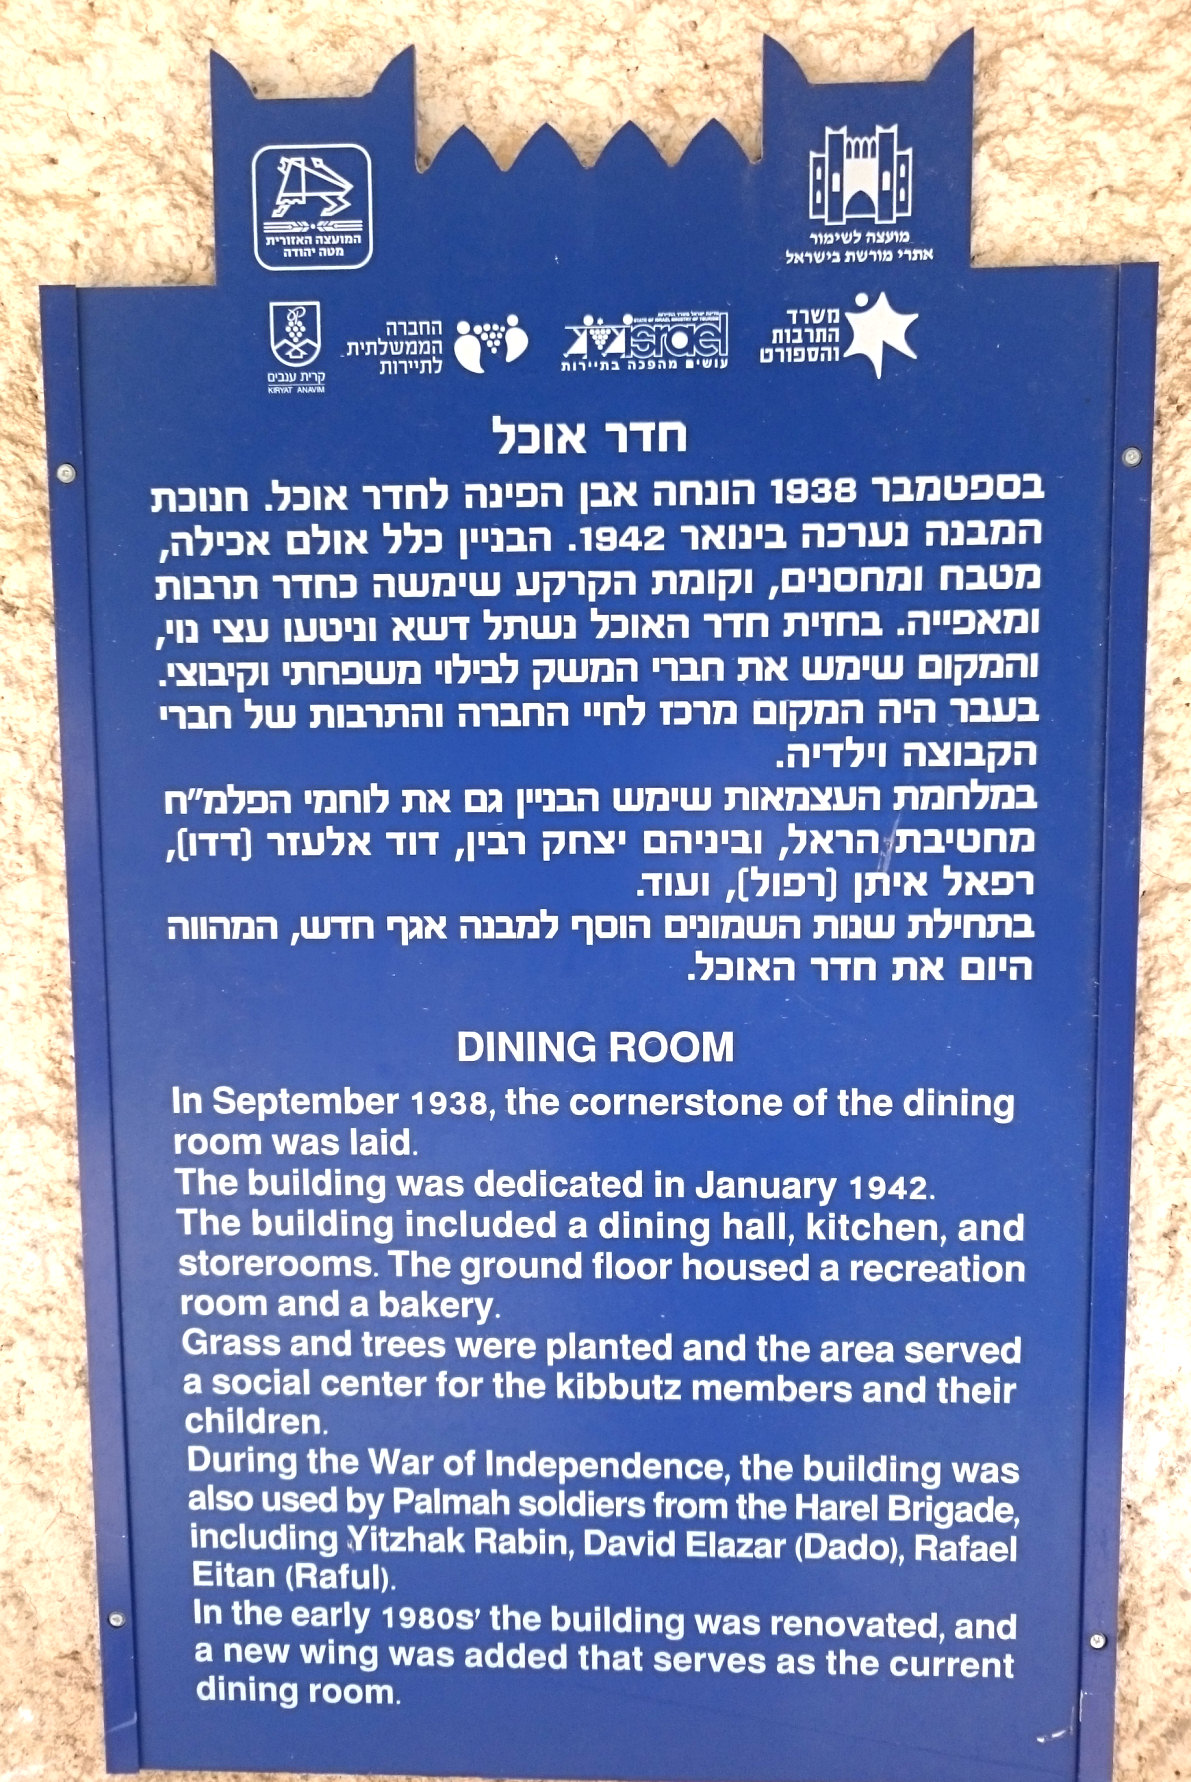 המועצה האזורית
מטה יהודה
מועצה לשימור
אתרי מורשת בישראל
קרית ענבים
KIRYAT ANAVIM
החברה
הממשלתית
לתיירות
מדינת ישראל משרד התיירות
STATE OF ISRAEL MINISTRY OF TOURISM
israel
עושים מהפכה בתיירות
משרד
התרבות
והספורט
חדר אוכל
בספטמבר 1938 הונחה אבן הפינה לחדר אוכל. חנוכת
המבנה נערכה בינואר 1942. הבניין כלל אולם אכילה,
מטבח ומחסנים, וקומת הקרקע שימשה כחדר תרבות
ומאפייה. בחזית חדר האוכל נשתל דשא וניטעו עצי נוי,
והמקום שימש את חברי המשק לבילוי משפחתי וקיבוצי.
בעבר היה המקום מרכז לחיי החברה והתרבות של חברי
הקבוצה וילדיה.
במלחמת העצמאות שימש הבניין גם את לוחמי הפלמ״ח
מחטיבת הראל, וביניהם יצחק רבין, דוד אלעזר (דדו),
רפאל איתן (רפול), ועוד.
בתחילת שנות השמונים הוסף למבנה אגף חדש, המהווה
היום את חדר האוכל.
DINING ROOM
In September 1938, the cornerstone of the dining
room was laid.
The building was dedicated in January 1942.
The building included a dining hall, kitchen, and
storerooms. The ground floor housed a recreation
room and a bakery.
Grass and trees were planted and the area served
a social center for the kibbutz members and their
children.
During the War of Independence, the building was
also used by Palmah soldiers from the Harel Brigade,
including Yitzhak Rabin, David Elazar (Dado), Rafael
Eitan (Raful).
In the early 1980s' the building was renovated, and
a new wing was added that serves as the current
dining room.